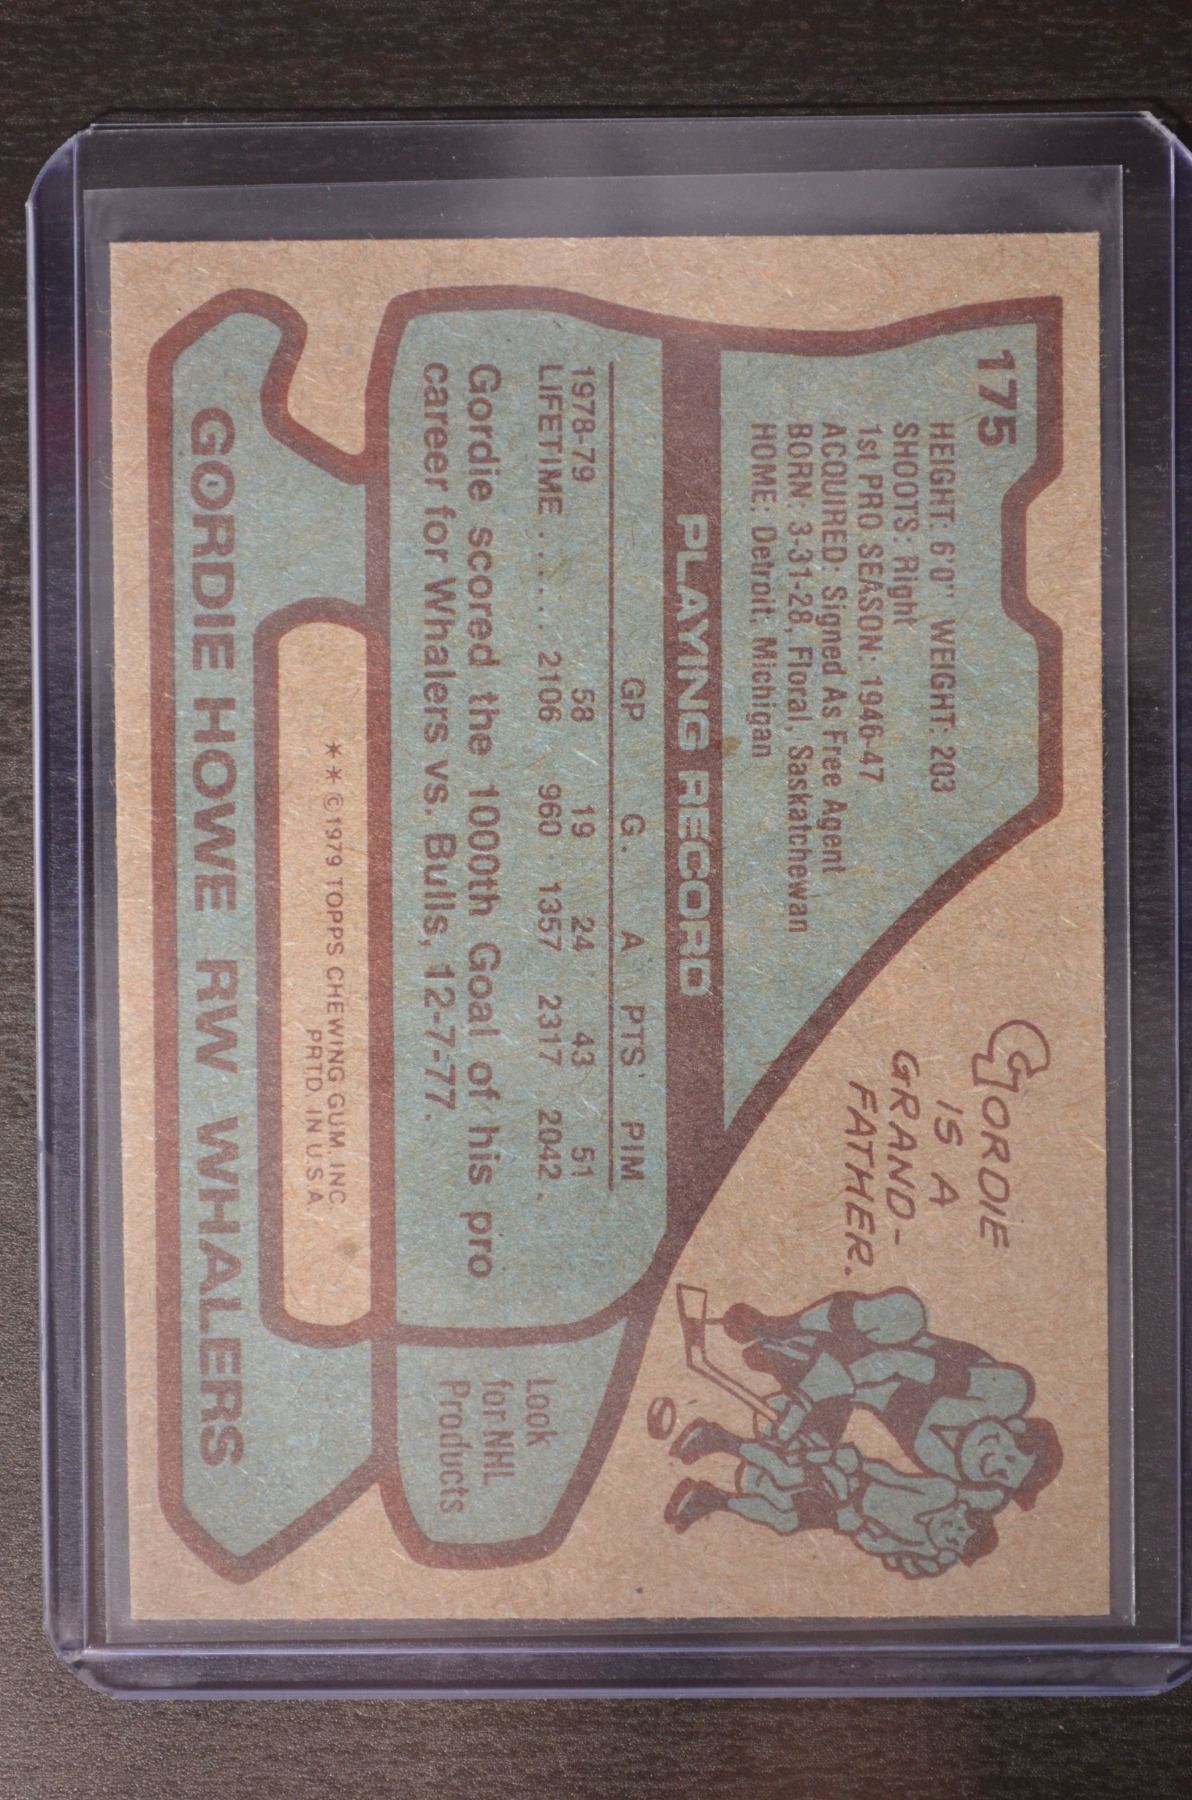 175
HEIGHT: 6'0" WEIGHT: 203
SHOOTS: Right
1st PRO SEASON: 1946-47
ACQUIRED: Signed As Free Agent
BORN: 3-31-28, Floral, Saskatchewan
HOME: Detroit, Michigan
GORDIE
IS A
GRAND-
FATHER.
PLAYING RECORD
GP G. A PTS PIM
1978-79 58 19 24 43 51
LIFETIME..... 2106 960 1357 2317 2042
Gordie scored the 1000th Goal of his pro
career for Whalers vs. Bulls, 12-7-77.
Look
for NHL
Products
**©1979 TOPPS CHEWING GUM, INC.
PRTD. IN U S A
GORDIE HOWE RW WHALERS